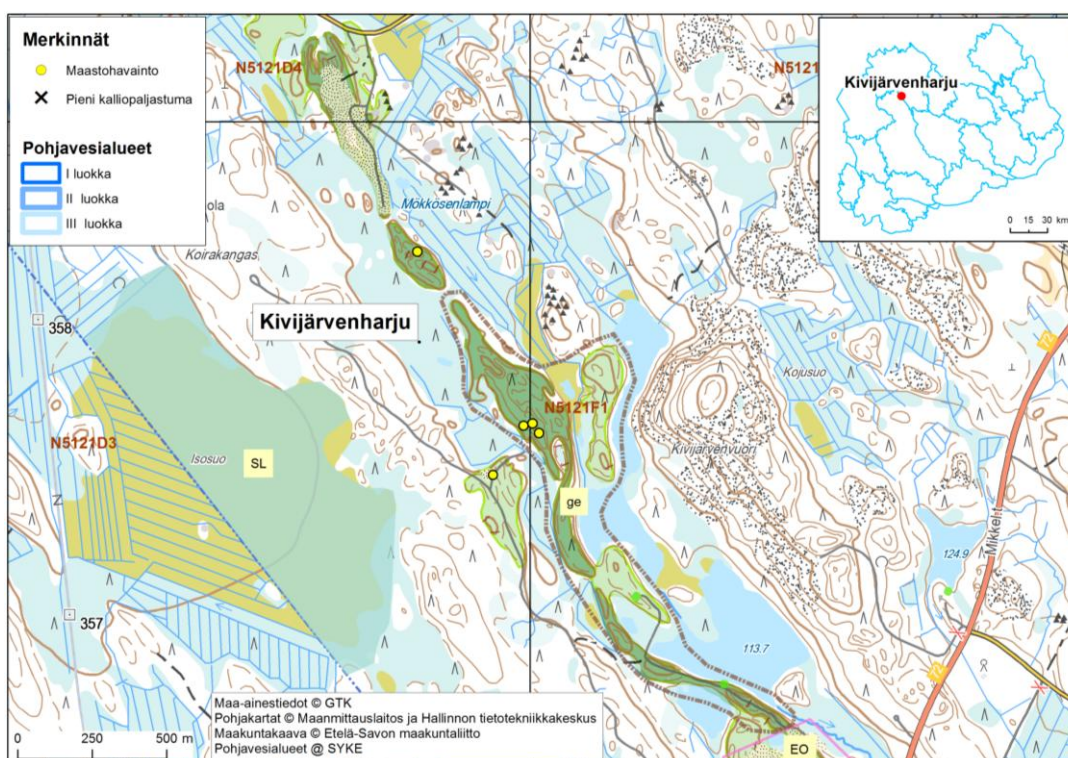 Merkinnät
Maastohavainto
Pieni kalliopaljastuma
Pohjavesialueet
I luokka
II luokka
III luokka
N5121D4
N5121
Kivijärvenharju
0 15 30 km
Mökkösenlampi
ola
Koirakangas
Kivijärvenharju
358
72
Kojusuo
N5121D3
N5121F1
Isosuo
SL
Kivijärvenvuori
ge
Mikkeli
124.9
357
113.7
72
EO
Maa-ainestiedot © GTK
Pohjakartat © Maanmittauslaitos ja Hallinnon tietotekniikkakeskus
Maakuntakaava © Etelä-Savon maakuntaliitto
Pohjavesialueet @ SYKE
0 250 500 m